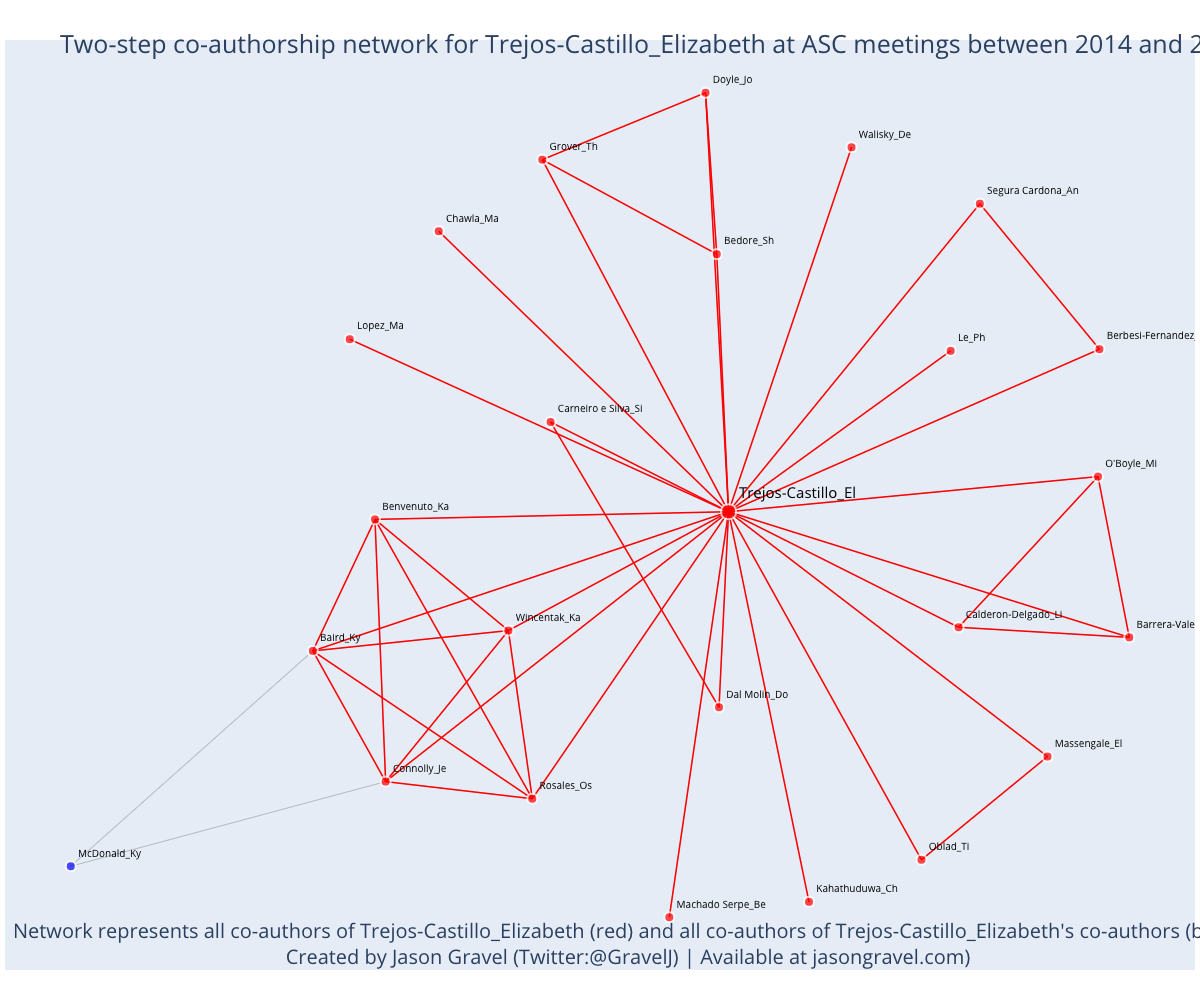 Two-step co-authorship network for Trejos-Castillo_Elizabeth at ASC meetings between 2014 and 2
Doyle_Jo
Walisky_De
Grover_Th
Segura Cardona_An
Chawla_Ma
Bedore_Sh
Lopez_Ma
Le_Ph
Berbesi-Fernandez_
Carneiro e Silva_Si
O'Boyle_Mi
Trejos-Castillo_El
Benvenuto_Ka
Wincentak_Ka
Calderon-Delgado_Li
Barrera-Vale
Baird_Ky
Dal Molin_Do
Massengale_El
Connolly_Je
Rosales_Os
Oblad_Ti
McDonald_Ky
Kahathuduwa_Ch
Machado Serpe_Be
Network represents all co-authors of Trejos-Castillo_Elizabeth (red) and all co-authors of Trejos-Castillo_Elizabeth's co-authors (b
Created by Jason Gravel (Twitter:@GravelJ) | Available at jasongravel.com)